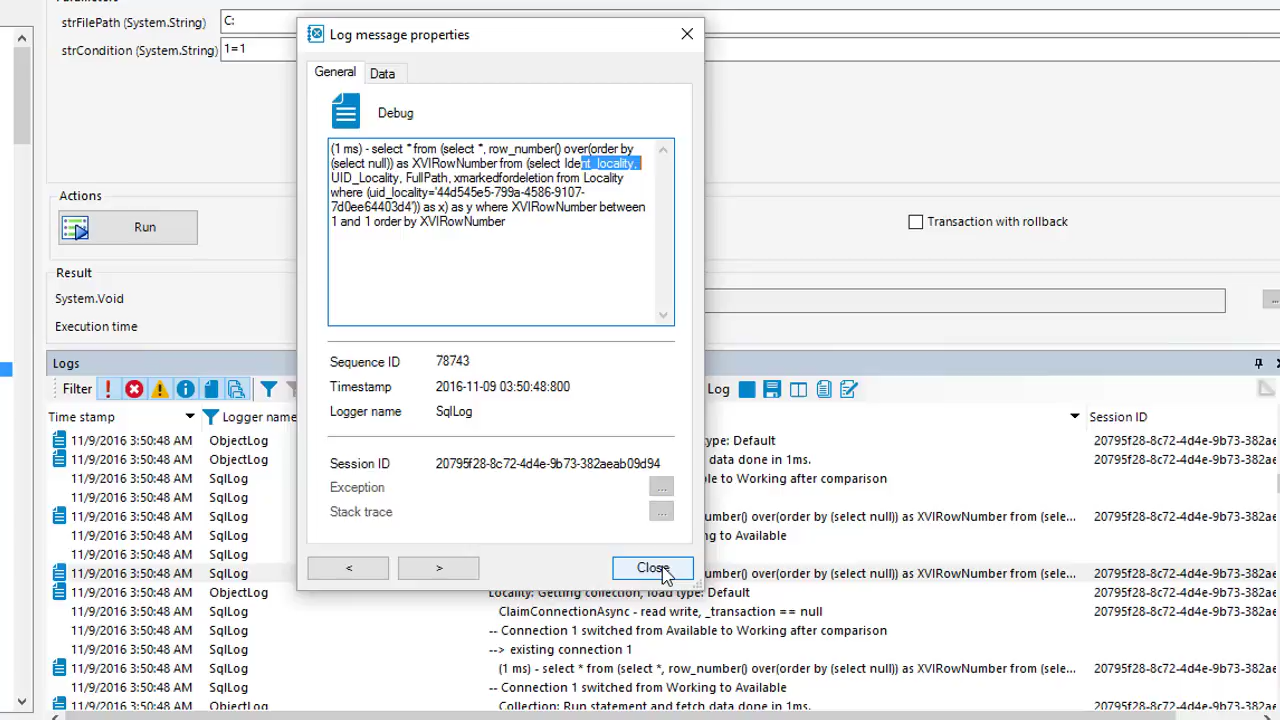 Parameters
strFilePath (System.String)
C:
strCondition (System.String)
1=1
Log message properties
General
Data
Debug
(1 ms) - select * from (select *, row_number() over(order by
(select null)) as XVIRowNumber from (select Ident_locality,
UID_Locality, FullPath, xmarkedfordeletion from Locality
where (uid_locality='44d545e5-799a-4586-9107-
7d0ee64403d4')) as x) as y where XVIRowNumber between
1 and 1 order by XVIRowNumber
Actions
Run
Transaction with rollback
Result
System.Void
...
Execution time
Sequence ID 78743
Timestamp 2016-11-09 03:50:48:800
Logger name SqlLog
Session ID 20795f28-8c72-4d4e-9b73-382aeab09d94
Exception ...
Stack trace ...
< > Close
Logs
Filter
Log
Time stamp Logger name Session ID
11/9/2016 3:50:48 AM ObjectLog ype: Default 20795f28-8c72-4d4e-9b73-382ae
11/9/2016 3:50:48 AM ObjectLog data done in 1ms. 20795f28-8c72-4d4e-9b73-382ae
11/9/2016 3:50:48 AM SqlLog from Available to Working after comparison 20795f28-8c72-4d4e-9b73-382ae
11/9/2016 3:50:48 AM SqlLog
11/9/2016 3:50:48 AM SqlLog number() over(order by (select null)) as XVIRowNumber from (sele... 20795f28-8c72-4d4e-9b73-382ae
11/9/2016 3:50:48 AM SqlLog from Working to Available
11/9/2016 3:50:48 AM SqlLog
11/9/2016 3:50:48 AM SqlLog number() over(order by (select null)) as XVIRowNumber from (sele... 20795f28-8c72-4d4e-9b73-382ae
11/9/2016 3:50:48 AM ObjectLog Locality: Getting collection, load type: Default 20795f28-8c72-4d4e-9b73-382ae
11/9/2016 3:50:48 AM SqlLog ClaimConnectionAsync - read write, _transaction == null 20795f28-8c72-4d4e-9b73-382ae
11/9/2016 3:50:48 AM SqlLog -- Connection 1 switched from Available to Working after comparison
11/9/2016 3:50:48 AM SqlLog --> existing connection 1
11/9/2016 3:50:48 AM SqlLog (1 ms) - select * from (select *, row_number() over(order by (select null)) as XVIRowNumber from (sele... 20795f28-8c72-4d4e-9b73-382ae
11/9/2016 3:50:48 AM SqlLog -- Connection 1 switched from Working to Available
11/9/2016 3:50:48 AM ObjectLog Collection: Run statement and fetch data done in 1ms. 20795f28-8c72-4d4e-9b73-382ae